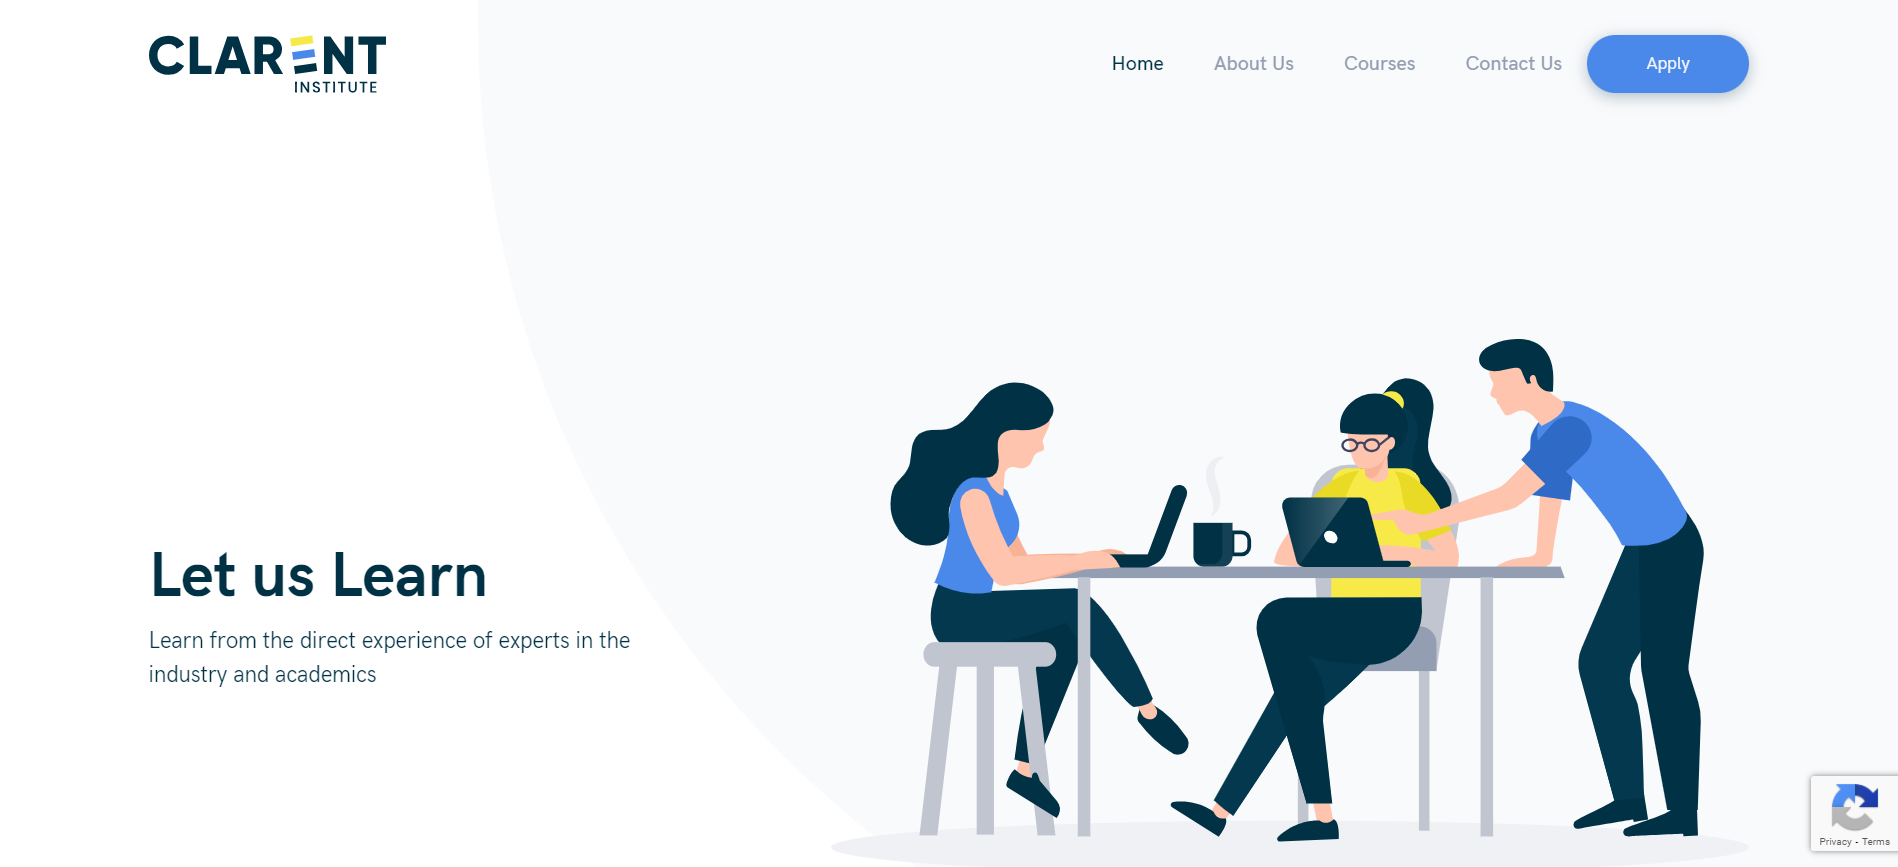 CLARENT
INSTITUTE
Home About Us Courses Contact Us Apply
Let us Learn
Learn from the direct experience of experts in the
industry and academics
Privacy - Terms